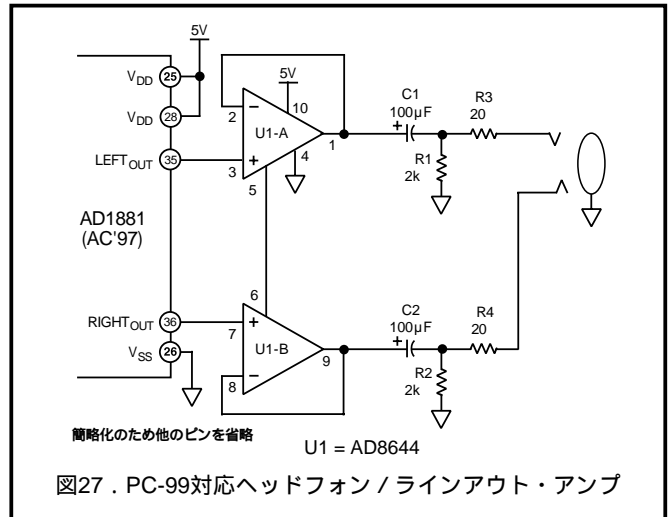 5V
VDD 25
5V
VDD 28
2
10
U1-A
1
4
LEFTOUT 35
3
5
C1
100µF
+
R3
20
R1
2k
AD1881
(AC'97)
6
RIGHTOUT 36
7
U1-B
9
VSS 26
8
C2
100µF
+
R4
20
R2
2k
簡略化のため他のピンを省略
U1 = AD8644
図27．PC-99対応ヘッドフォン / ラインアウト・アンプ